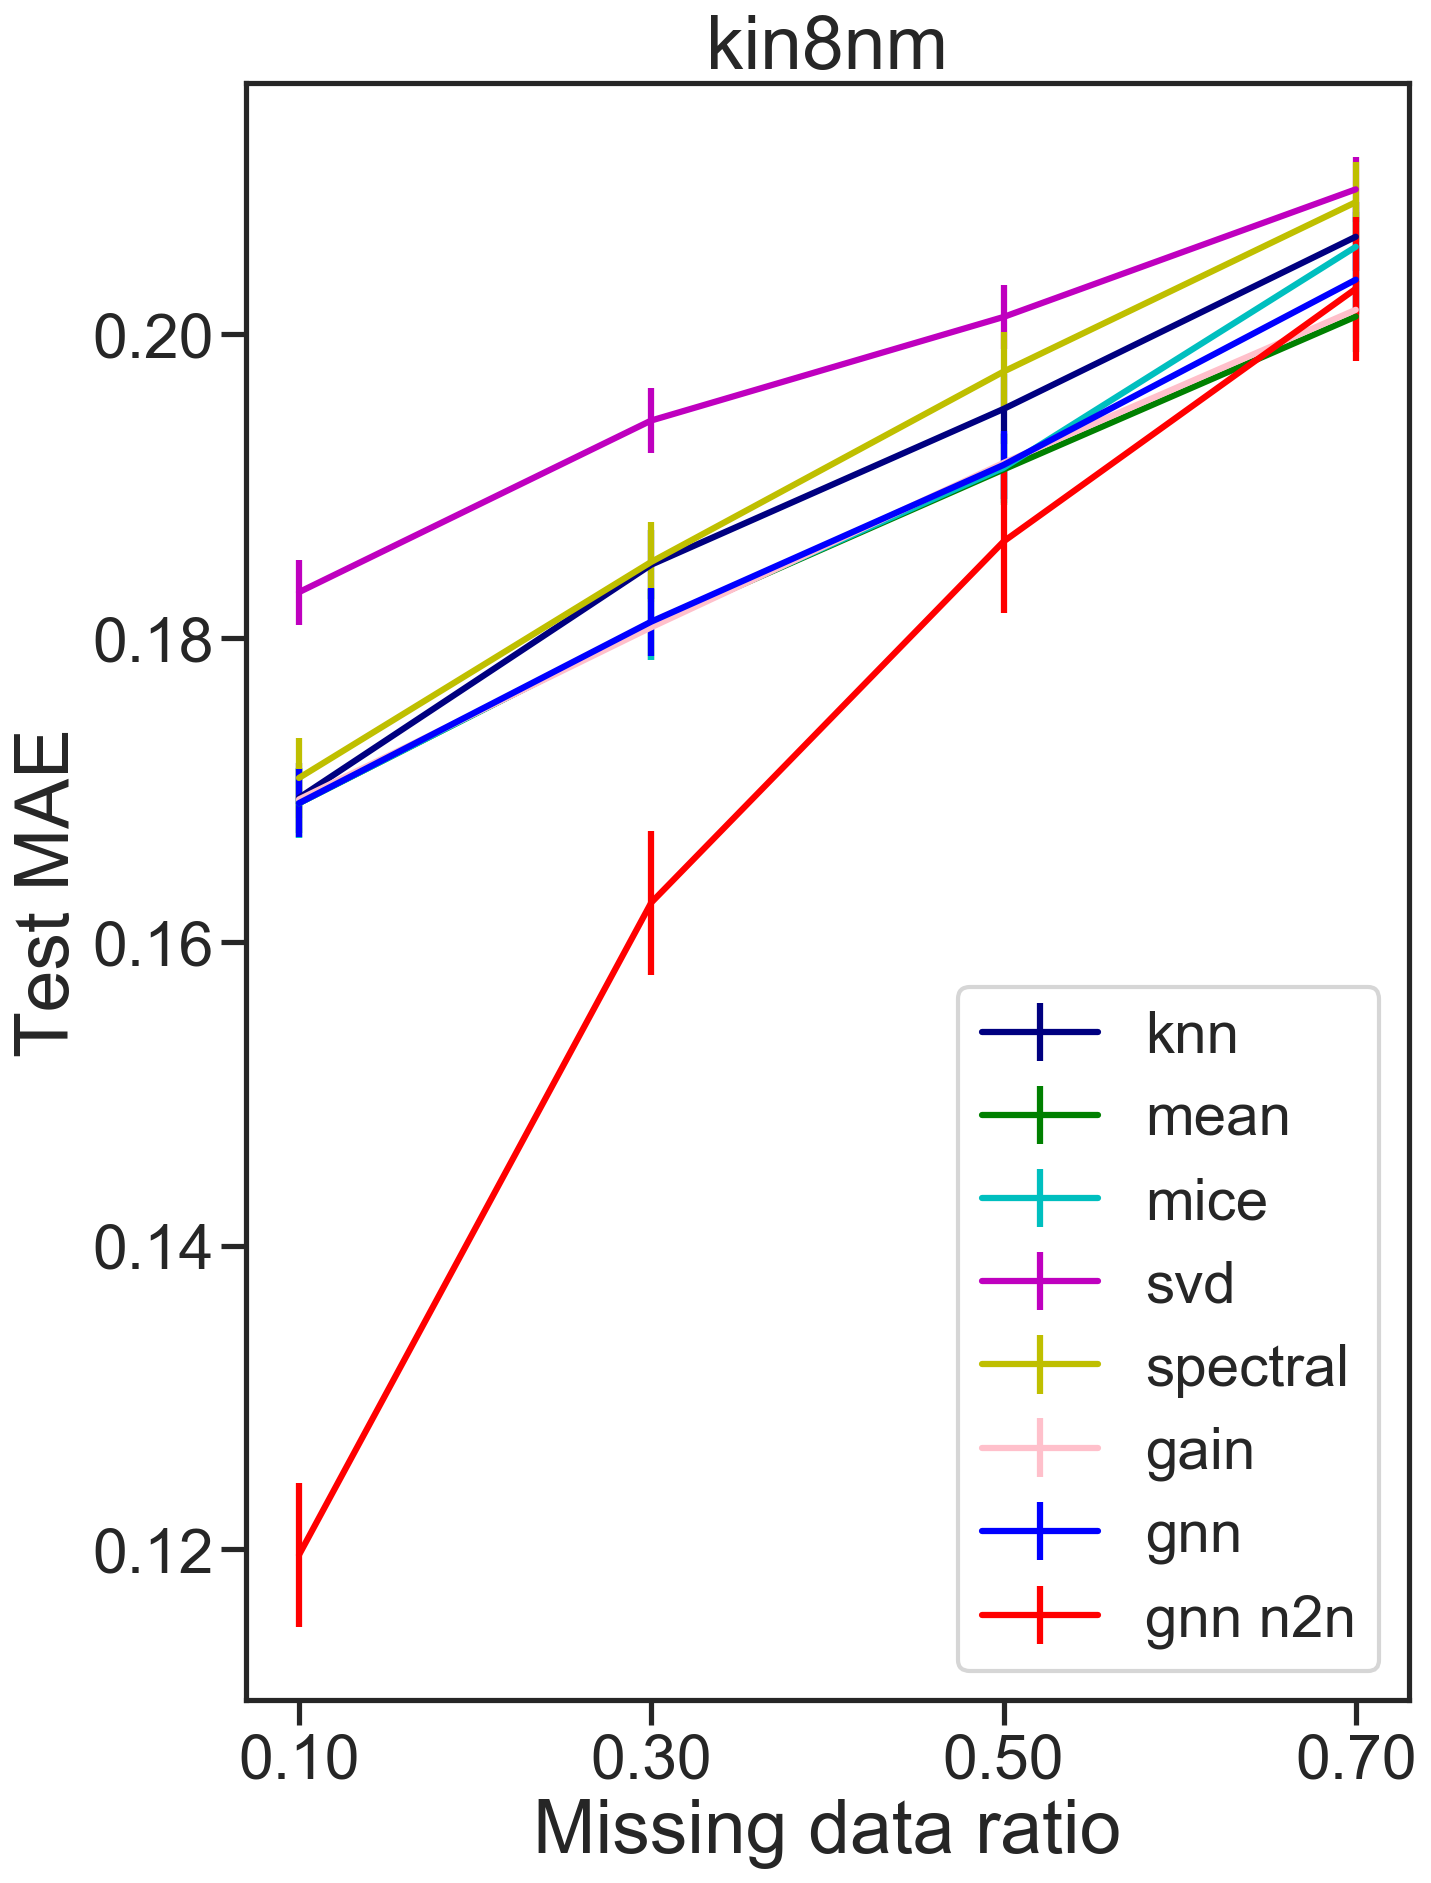 kin8nm
Test MAE
0.20
0.18
0.16
0.14
0.12
knn
mean
mice
svd
spectral
gain
gnn
gnn n2n
0.10 0.30 0.50 0.70
Missing data ratio